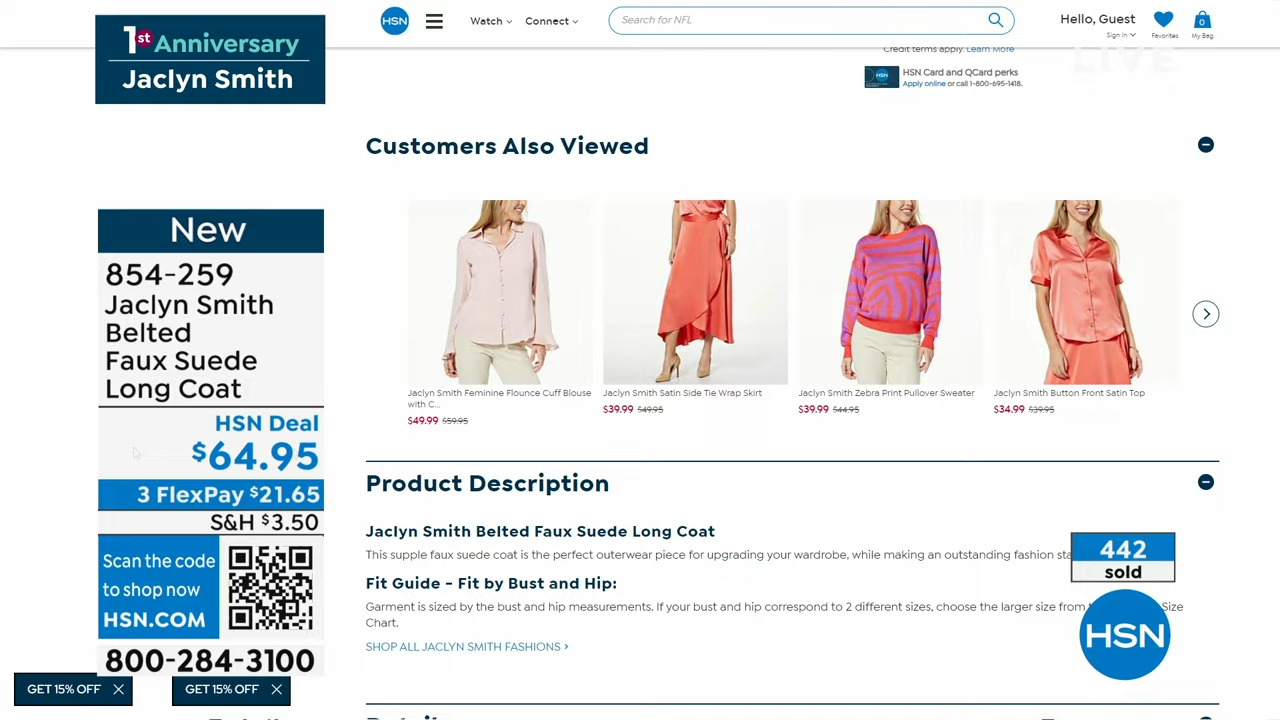 1st Anniversary
Jaclyn Smith
HSN
Watch
Connect
Search for NFL
Hello, Guest
Sign In
Favorites
0
My Bag
LIVE
Credit terms apply. Learn More
HSN
HSN Card and QCard perks
Apply online or call 1-800-695-1418.
Customers Also Viewed
Jaclyn Smith Feminine Flounce Cuff Blouse
with C...
$49.99 $59.95
Jaclyn Smith Satin Side Tie Wrap Skirt
$39.99 $49.95
Jaclyn Smith Zebra Print Pullover Sweater
$39.99 $44.95
Jaclyn Smith Button Front Satin Top
$34.99 $39.95
New
854-259
Jaclyn Smith
Belted
Faux Suede
Long Coat
HSN Deal
$64.95
3 FlexPay $21.65
S&H $3.50
Scan the code
to shop now
HSN.COM
800-284-3100
GET 15% OFF
GET 15% OFF
Product Description
Jaclyn Smith Belted Faux Suede Long Coat
This supple faux suede coat is the perfect outerwear piece for upgrading your wardrobe, while making an outstanding fashion
Fit Guide - Fit by Bust and Hip:
Garment is sized by the bust and hip measurements. If your bust and hip correspond to 2 different sizes, choose the larger size from Size
Chart.
SHOP ALL JACLYN SMITH FASHIONS >
442
sold
HSN